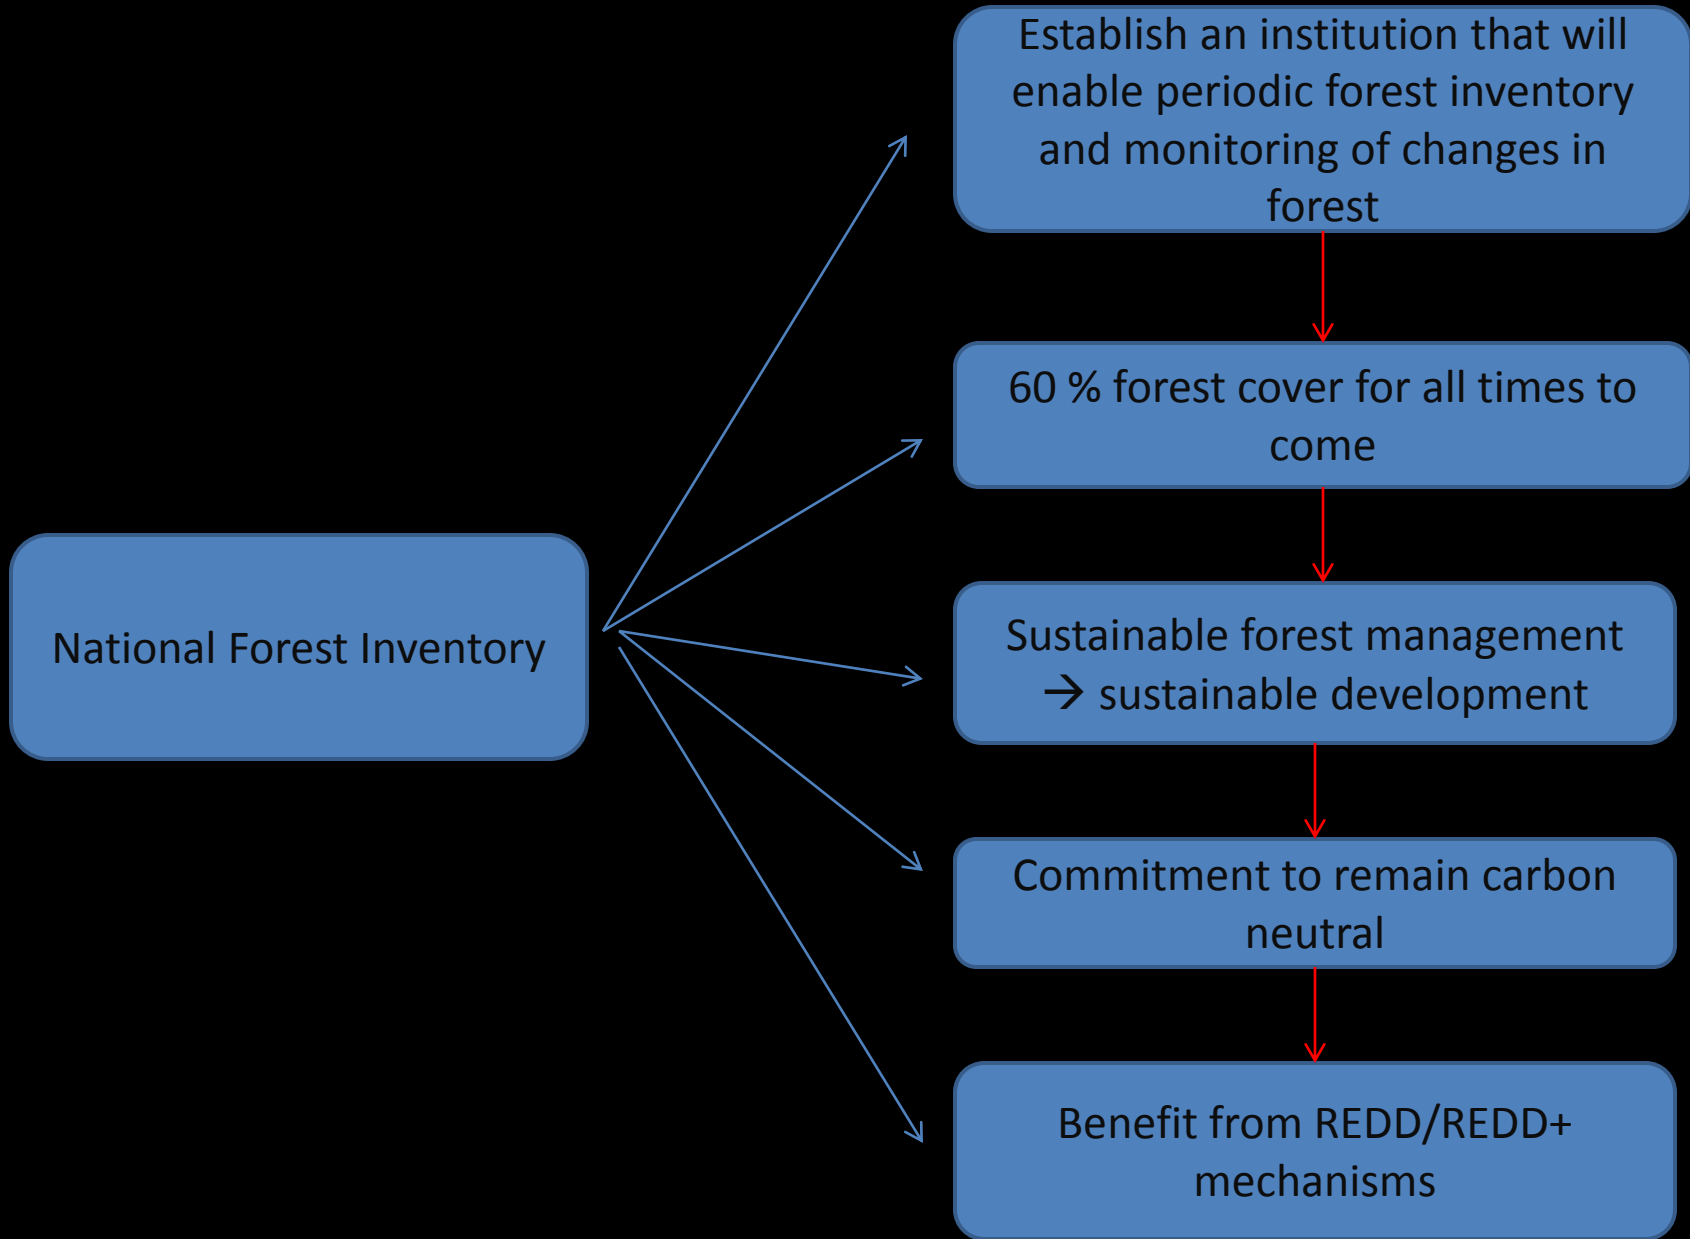 Establish an institution that will
enable periodic forest inventory
and monitoring of changes in
forest
60 % forest cover for all times to
come
National Forest Inventory
Sustainable forest management
→ sustainable development
Commitment to remain carbon
neutral
Benefit from REDD/REDD+
mechanisms